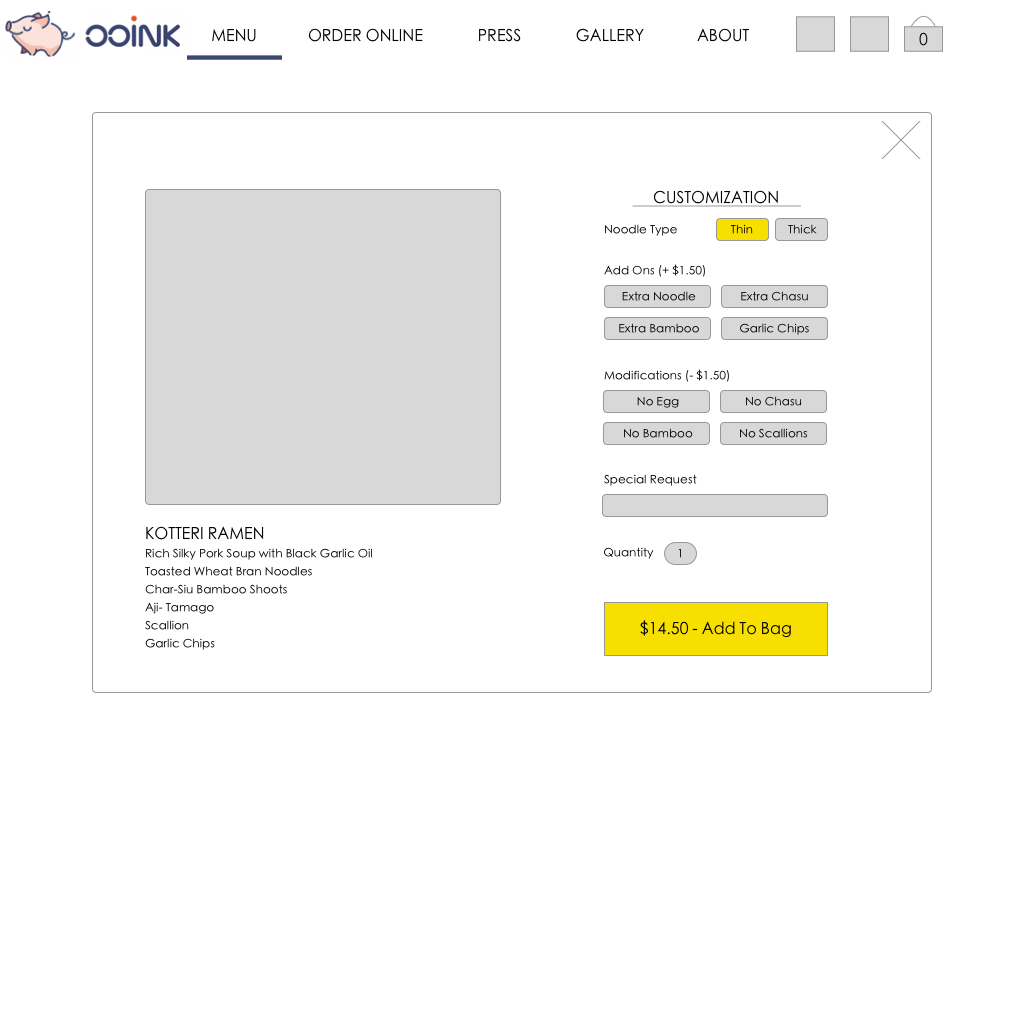 OOiNK
MENU
ORDER ONLINE
PRESS
GALLERY
ABOUT
0
KOTTERI RAMEN
Rich Silky Pork Soup with Black Garlic Oil
Toasted Wheat Bran Noodles
Char-Siu Bamboo Shoots
Aji- Tamago
Scallion
Garlic Chips
CUSTOMIZATION
Noodle Type Thin Thick
Add Ons (+ $1.50)
Extra Noodle Extra Chasu
Extra Bamboo Garlic Chips
Modifications (- $1.50)
No Egg No Chasu
No Bamboo No Scallions
Special Request
Quantity 1
$14.50 - Add To Bag